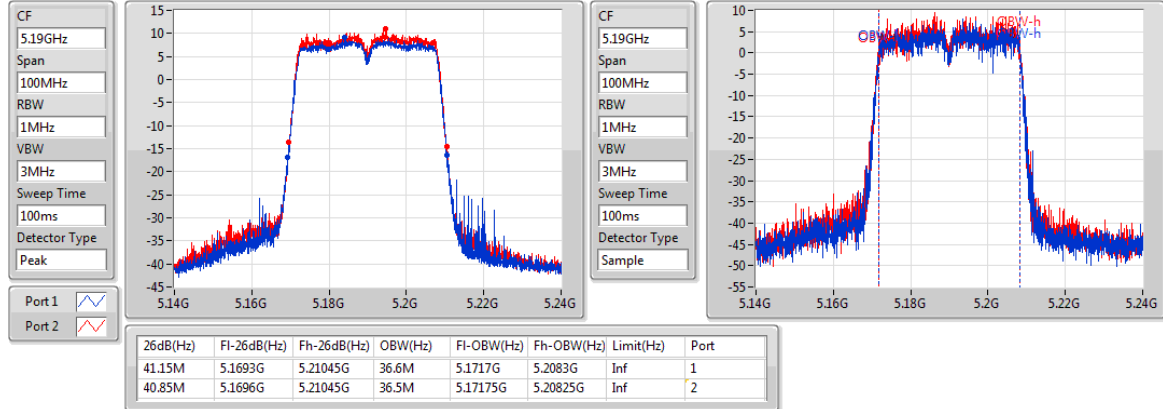 CF
5.19GHz
Span
100MHz
RBW
1MHz
VBW
3MHz
Sweep Time
100ms
Detector Type
Peak
Port 1
Port 2
15
10
5
0
-5
-10
-15
-20
-25
-30
-35
-40
-45
5.14G 5.16G 5.18G 5.2G 5.22G 5.24G
CF
5.19GHz
Span
100MHz
RBW
1MHz
VBW
3MHz
Sweep Time
100ms
Detector Type
Sample
10
5
0
-5
-10
-15
-20
-25
-30
-35
-40
-45
-50
-55
5.14G 5.16G 5.18G 5.2G 5.22G 5.24G
OBW-h
OBW-h
26dB(Hz) Fl-26dB(Hz) Fh-26dB(Hz) OBW(Hz) Fl-OBW(Hz) Fh-OBW(Hz) Limit(Hz) Port
41.15M 5.1693G 5.21045G 36.6M 5.1717G 5.2083G Inf 1
40.85M 5.1696G 5.21045G 36.5M 5.17175G 5.20825G Inf 2